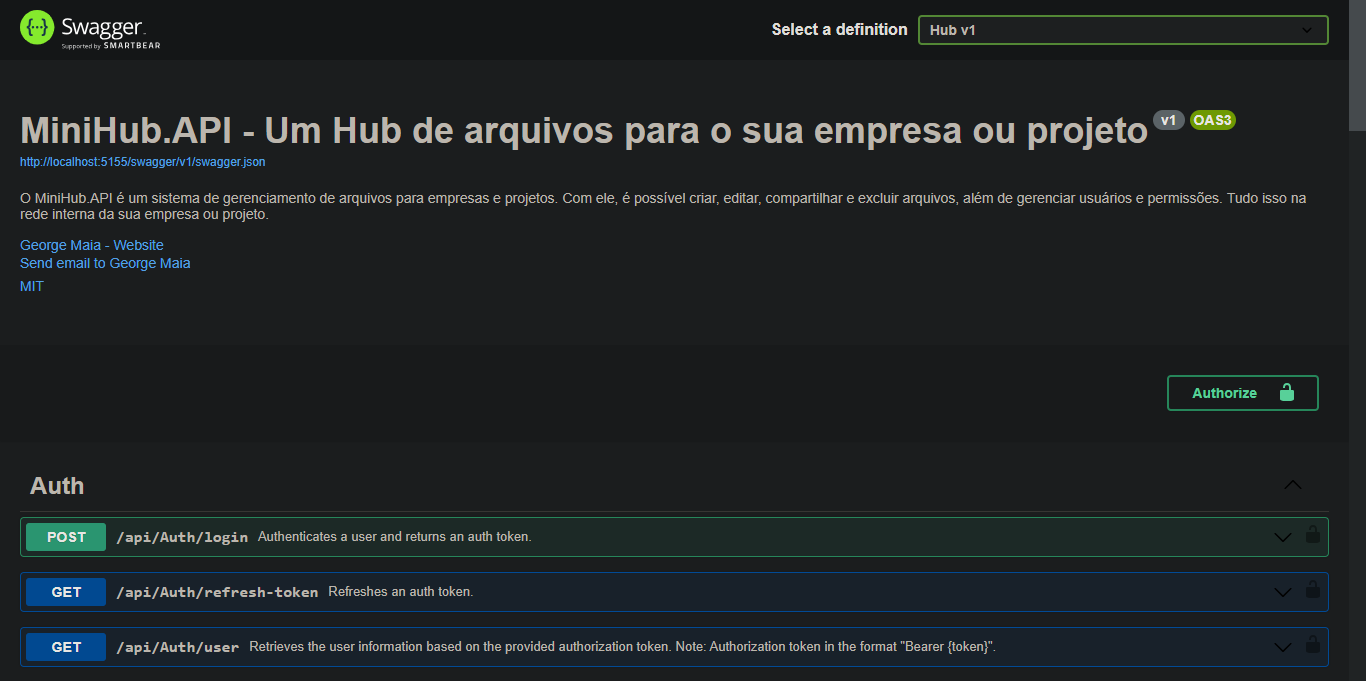 Swagger.
Supported by SMARTBEAR
Select a definition
Hub v1
MiniHub.API - Um Hub de arquivos para o sua empresa ou projeto v1 OAS3
http://localhost:5155/swagger/v1/swagger.json
O MiniHub.API é um sistema de gerenciamento de arquivos para empresas e projetos. Com ele, é possível criar, editar, compartilhar e excluir arquivos, além de gerenciar usuários e permissões. Tudo isso na
rede interna da sua empresa ou projeto.
George Maia - Website
Send email to George Maia
MIT
Authorize
Auth
POST /api/Auth/login Authenticates a user and returns an auth token.
GET /api/Auth/refresh-token Refreshes an auth token.
GET /api/Auth/user Retrieves the user information based on the provided authorization token. Note: Authorization token in the format "Bearer {token}".